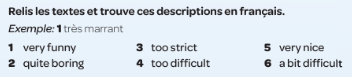 Relis les textes et trouve ces descriptions en français.
Exemple: 1 très marrant
1 very funny 3 too strict 5 very nice
2 quite boring 4 too difficult 6 a bit difficult